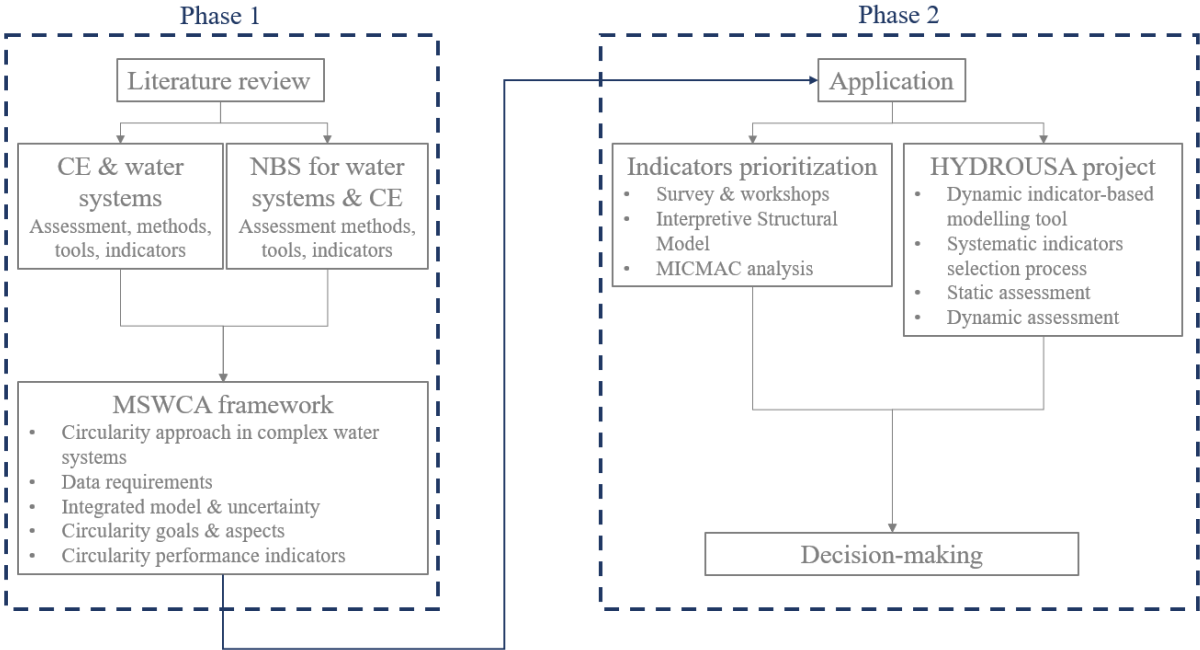 Phase 1
Literature review
CE & water
systems
Assessment, methods,
tools, indicators
NBS for water
systems & CE
Assessment methods,
tools, indicators
MSWCA framework
• Circularity approach in complex water
systems
• Data requirements
• Integrated model & uncertainty
• Circularity goals & aspects
• Circularity performance indicators
Phase 2
Application
Indicators prioritization
• Survey & workshops
• Interpretive Structural
Model
• MICMAC analysis
HYDROUSA project
• Dynamic indicator-based
modelling tool
• Systematic indicators
selection process
• Static assessment
• Dynamic assessment
Decision-making